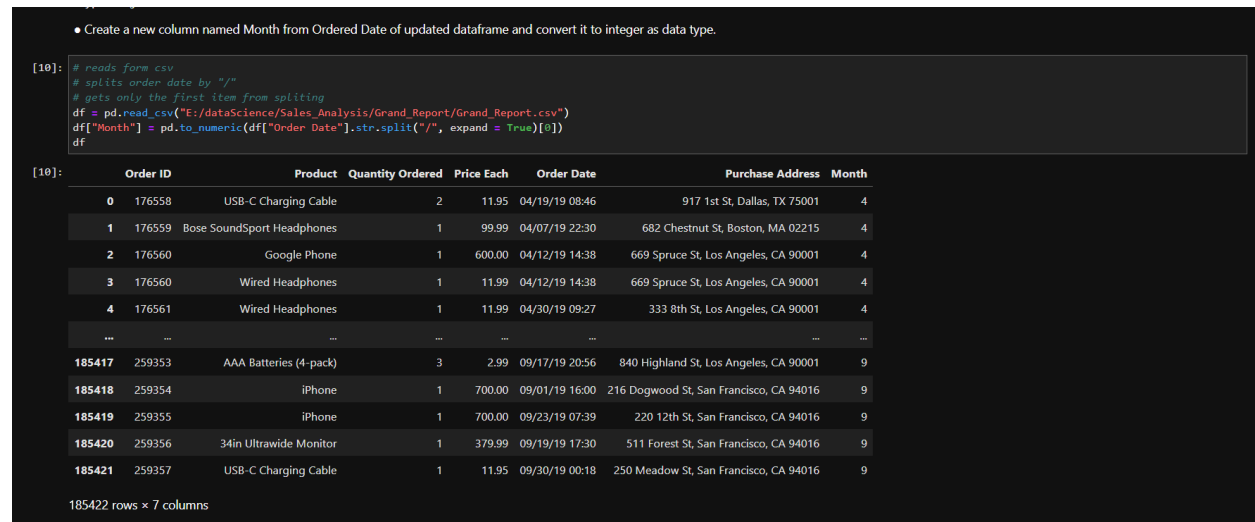 ● Create a new column named Month from Ordered Date of updated dataframe and convert it to integer as data type.
[10]: # reads form csv
# splits order date by "/"
# gets only the first item from spliting
df = pd.read_csv("E:/dataScience/Sales_Analysis/Grand_Report/Grand_Report.csv")
df["Month"] = pd.to_numeric(df["Order Date"].str.split("/", expand = True)[0])
df
[10]: Order ID Product Quantity Ordered Price Each Order Date Purchase Address Month
0 176558 USB-C Charging Cable 2 11.95 04/19/19 08:46 917 1st St, Dallas, TX 75001 4
1 176559 Bose SoundSport Headphones 1 99.99 04/07/19 22:30 682 Chestnut St, Boston, MA 02215 4
2 176560 Google Phone 1 600.00 04/12/19 14:38 669 Spruce St, Los Angeles, CA 90001 4
3 176560 Wired Headphones 1 11.99 04/12/19 14:38 669 Spruce St, Los Angeles, CA 90001 4
4 176561 Wired Headphones 1 11.99 04/30/19 09:27 333 8th St, Los Angeles, CA 90001 4
... ... ... ... ... ... ... ...
185417 259353 AAA Batteries (4-pack) 3 2.99 09/17/19 20:56 840 Highland St, Los Angeles, CA 90001 9
185418 259354 iPhone 1 700.00 09/01/19 16:00 216 Dogwood St, San Francisco, CA 94016 9
185419 259355 iPhone 1 700.00 09/23/19 07:39 220 12th St, San Francisco, CA 94016 9
185420 259356 34in Ultrawide Monitor 1 379.99 09/19/19 17:30 511 Forest St, San Francisco, CA 94016 9
185421 259357 USB-C Charging Cable 1 11.95 09/30/19 00:18 250 Meadow St, San Francisco, CA 94016 9
185422 rows × 7 columns